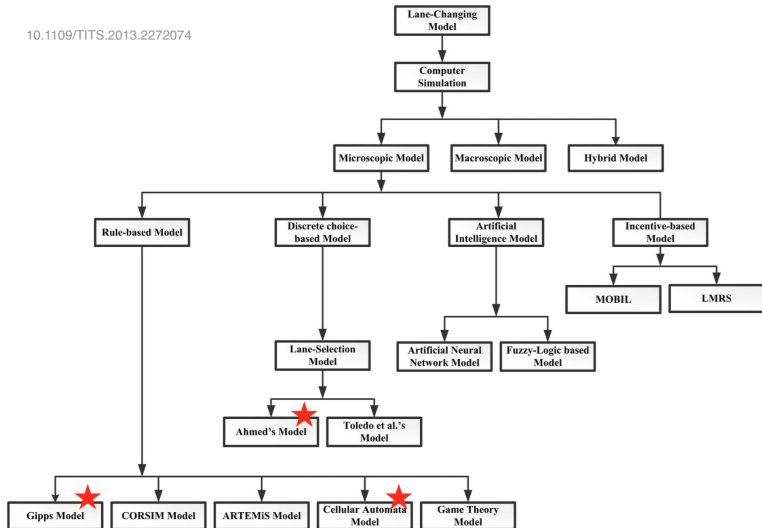 Lane-Changing
Model
10.1109/TITS.2013.2272074
Computer
Simulation
Microscopic Model
Macroscopic Model
Hybrid Model
Rule-based Model
Discrete choice-
based Model
Artificial
Intelligence Model
Incentive-based
Model
MOBIL
LMRS
Lane-Selection
Model
Artificial Neural
Network Model
Fuzzy-Logic based
Model
Ahmed's Model
Toledo et al.'s
Model
Gipps Model
CORSIM Model
ARTEMiS Model
Cellular Automata
Model
Game Theory
Model